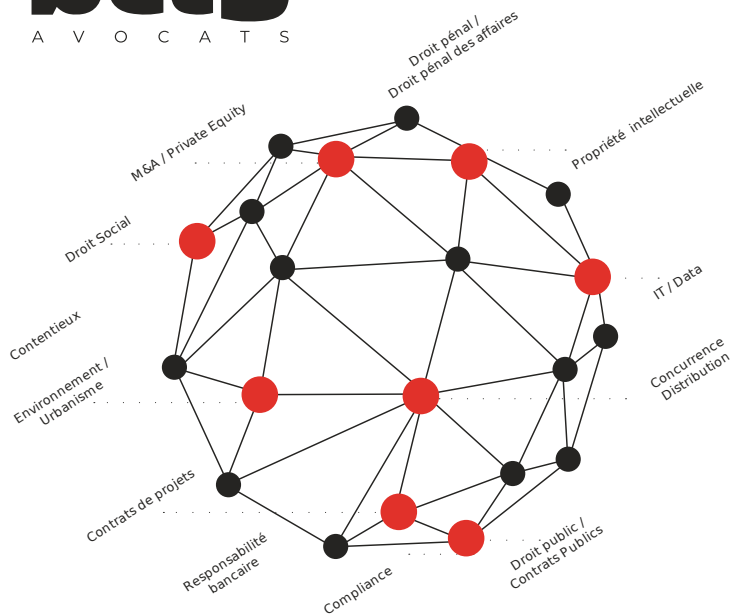 AVOCATS
Droit pénal /
Droit pénal des affaires
Propriété intellectuelle
M&A / Private Equity
Droit Social
IT / Data
Contentieux
Concurrence
Distribution
Environnement /
Urbanisme
Contrats de projets
Responsabilité
bancaire
Compliance
Droit public /
Contrats Publics